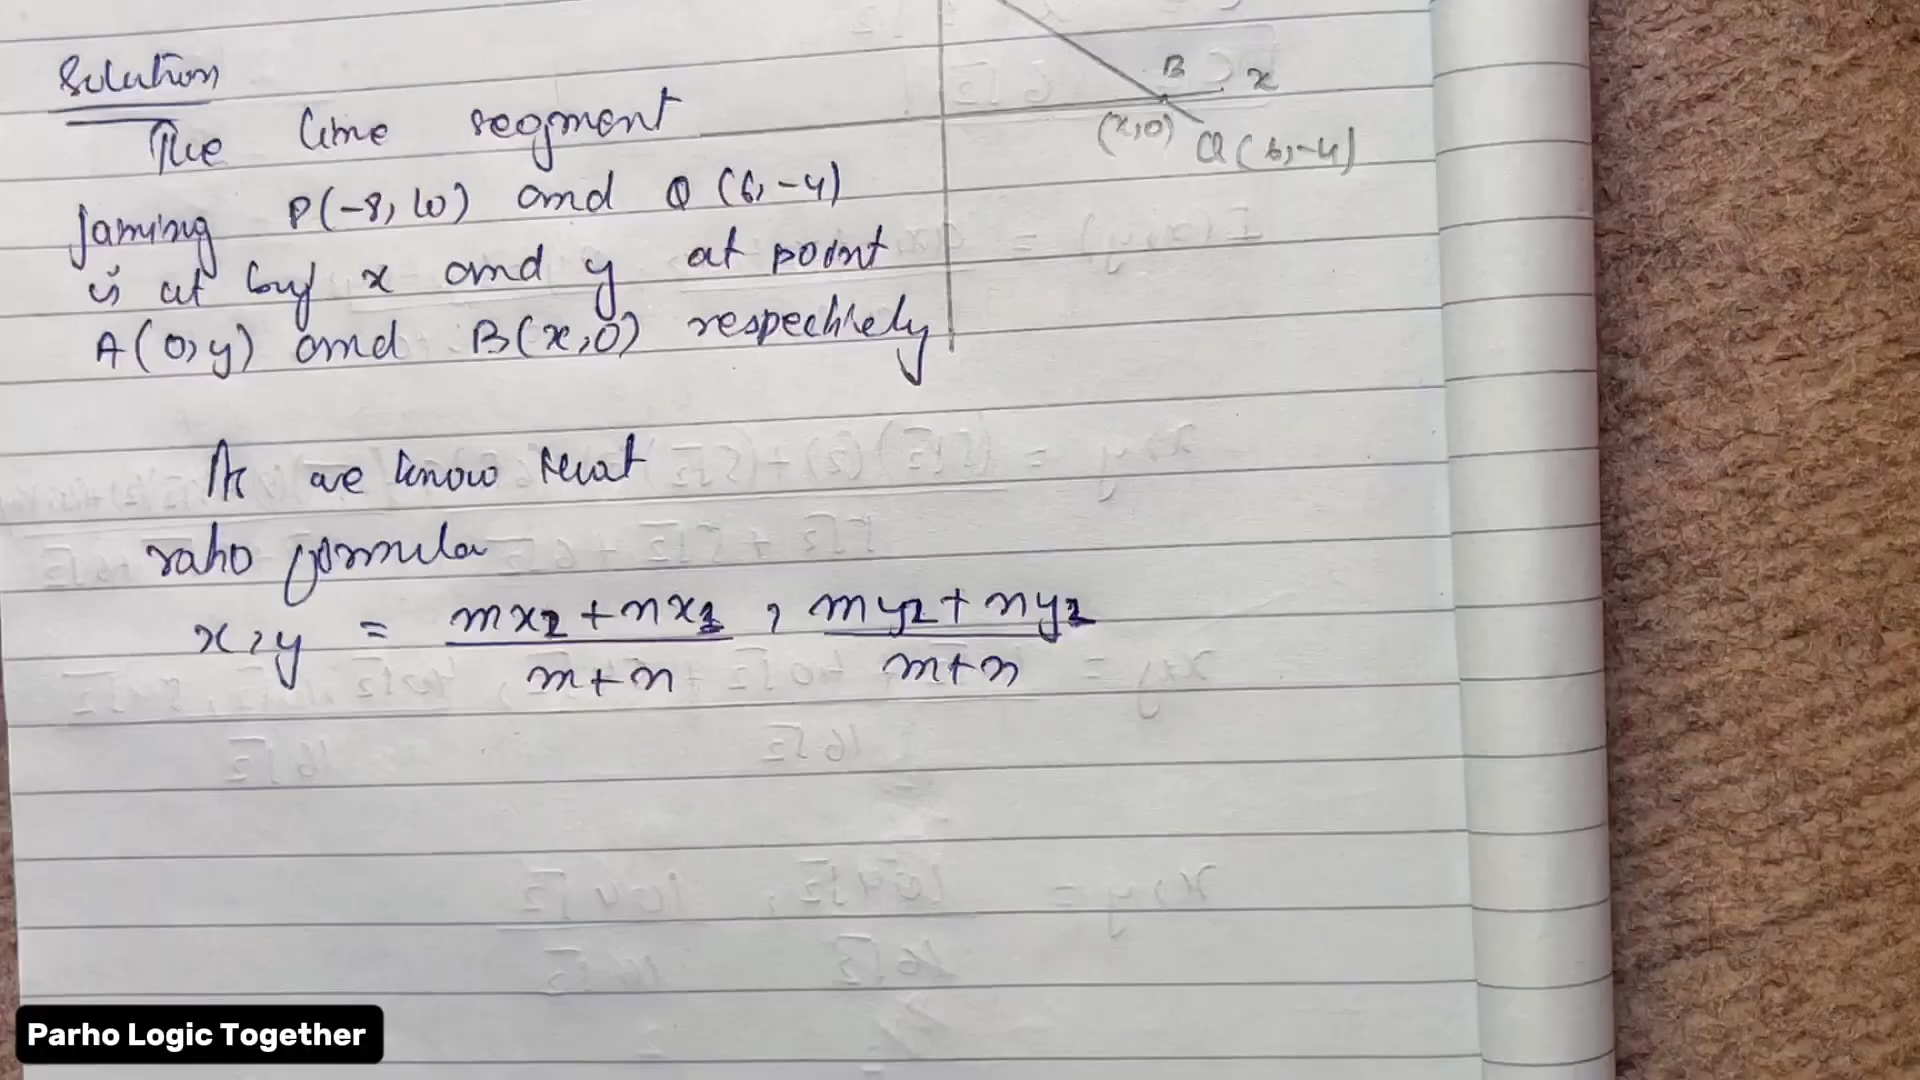 Solution
B x
The line segment
(x,0) Q(6,-4)
joining P(-8,10) and Q(6,-4)
is cut by x and y at point
A(0,y) and B(x,0) respectively
As we know that
ratio formula
x,y = mx2+nx1 / m+n , my2+ny2 / m+n
Parho Logic Together